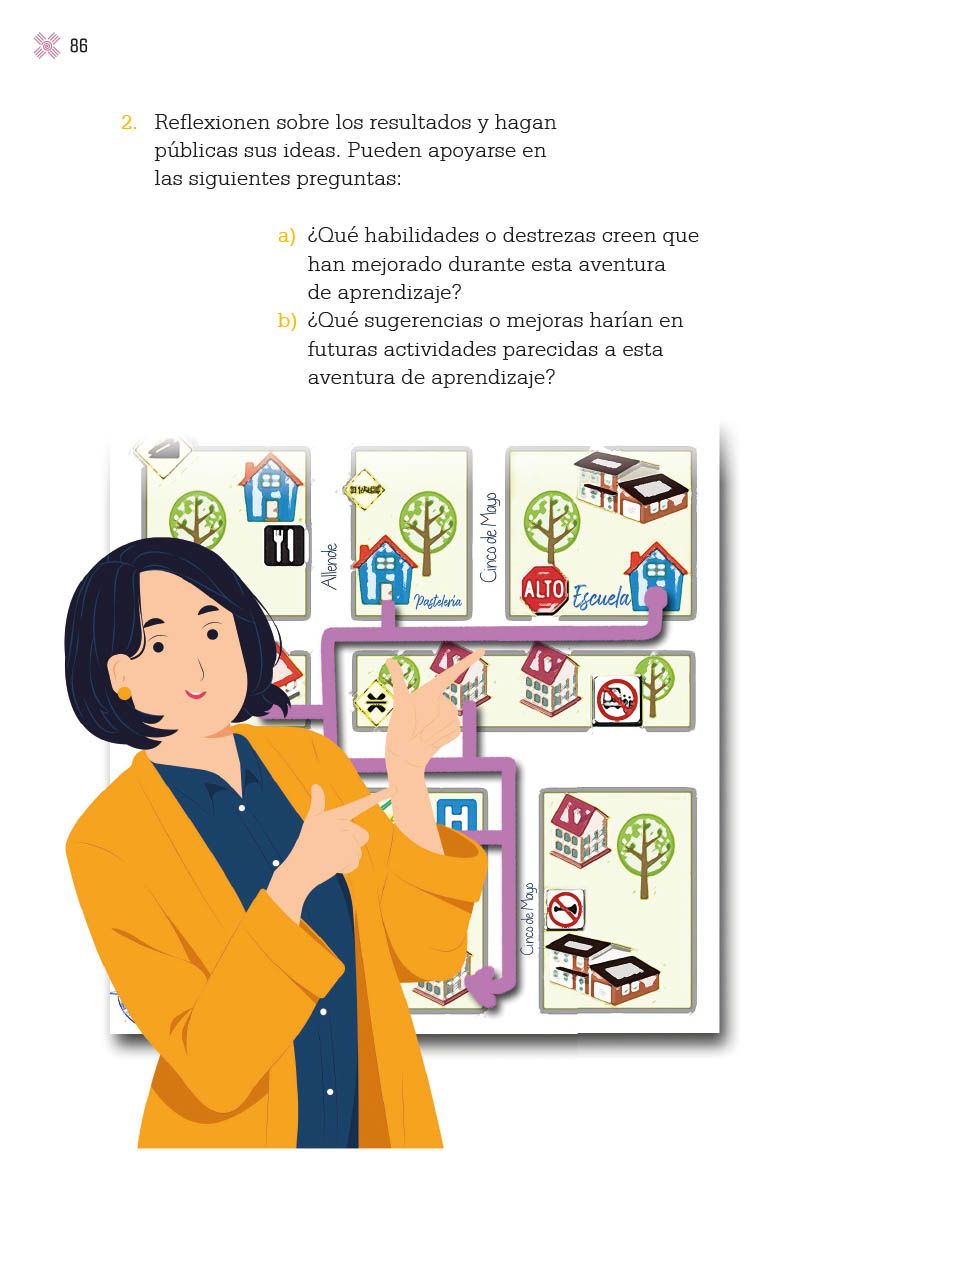 86
2. Reflexionen sobre los resultados y hagan
públicas sus ideas. Pueden apoyarse en
las siguientes preguntas:
a) ¿Qué habilidades o destrezas creen que
han mejorado durante esta aventura
de aprendizaje?
b) ¿Qué sugerencias o mejoras harían en
futuras actividades parecidas a esta
aventura de aprendizaje?
Allende
Pastelería
Cinco de Mayo
ALTO
Escuela
H
Cinco de Mayo